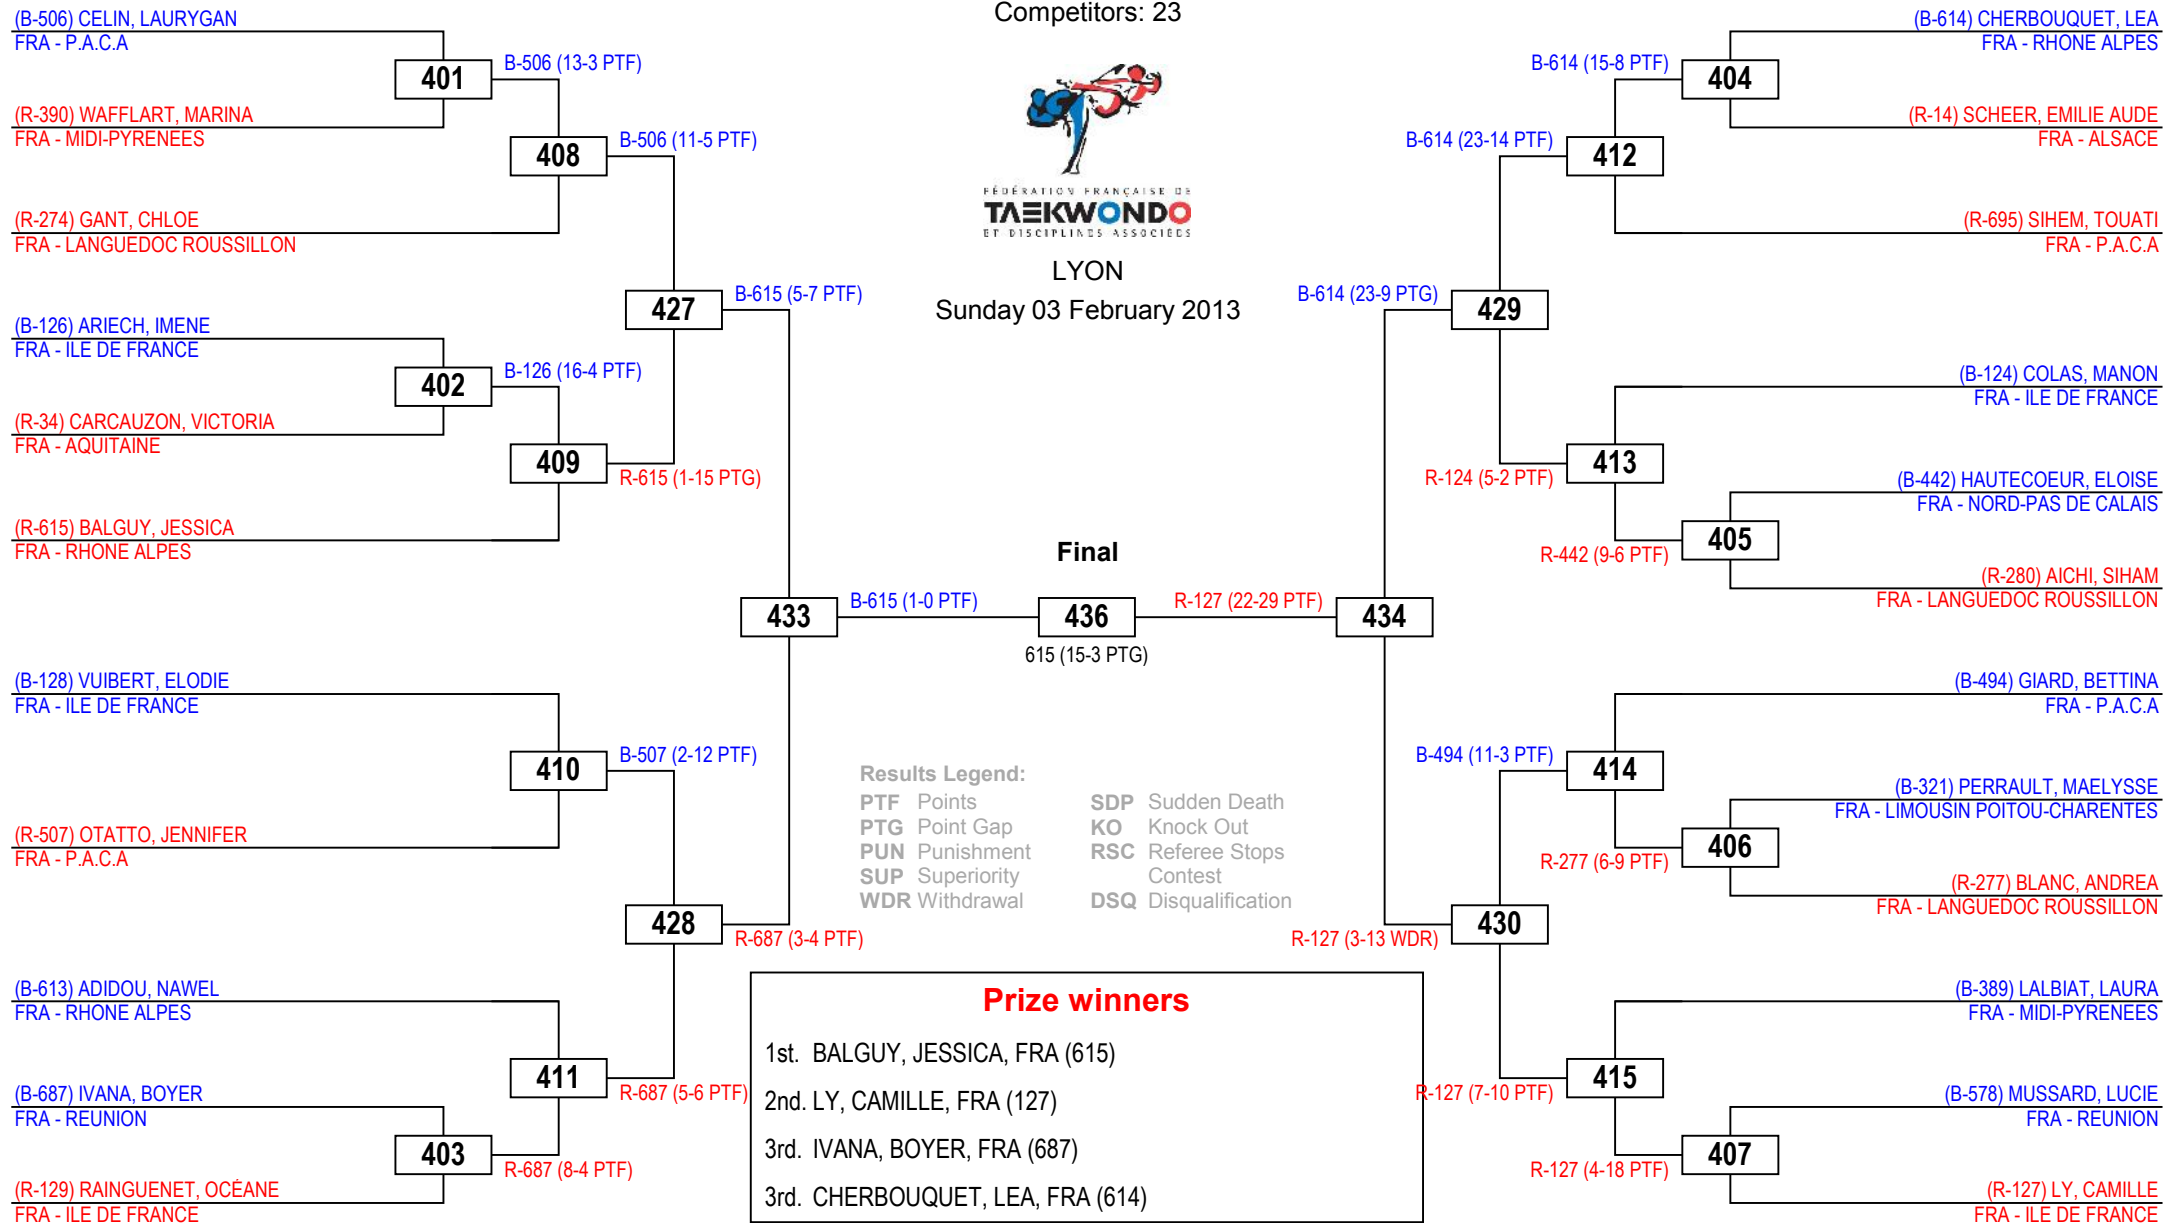 Competitors: 23
FÉDÉRATION FRANÇAISE DE
TAEKWONDO
ET DISCIPLINES ASSOCIÉES
LYON
Sunday 03 February 2013
(B-506) CELIN, LAURYGAN
FRA - P.A.C.A
401
B-506 (13-3 PTF)
(R-390) WAFFLART, MARINA
FRA - MIDI-PYRENEES
408
B-506 (11-5 PTF)
(R-274) GANT, CHLOE
FRA - LANGUEDOC ROUSSILLON
427
B-615 (5-7 PTF)
(B-126) ARIECH, IMENE
FRA - ILE DE FRANCE
402
B-126 (16-4 PTF)
(R-34) CARCAUZON, VICTORIA
FRA - AQUITAINE
409
R-615 (1-15 PTG)
(R-615) BALGUY, JESSICA
FRA - RHONE ALPES
433
B-615 (1-0 PTF)
(B-128) VUIBERT, ELODIE
FRA - ILE DE FRANCE
410
B-507 (2-12 PTF)
(R-507) OTATTO, JENNIFER
FRA - P.A.C.A
428
R-687 (3-4 PTF)
(B-613) ADIDOU, NAWEL
FRA - RHONE ALPES
411
R-687 (5-6 PTF)
(B-687) IVANA, BOYER
FRA - REUNION
403
R-687 (8-4 PTF)
(R-129) RAINGUENET, OCÉANE
FRA - ILE DE FRANCE
Final
436
615 (15-3 PTG)
(B-614) CHERBOUQUET, LEA
FRA - RHONE ALPES
B-614 (15-8 PTF)
404
(R-14) SCHEER, EMILIE AUDE
FRA - ALSACE
B-614 (23-14 PTF)
412
(R-695) SIHEM, TOUATI
FRA - P.A.C.A
B-614 (23-9 PTG)
429
(B-124) COLAS, MANON
FRA - ILE DE FRANCE
R-124 (5-2 PTF)
413
(B-442) HAUTECOEUR, ELOISE
FRA - NORD-PAS DE CALAIS
R-442 (9-6 PTF)
405
(R-280) AICHI, SIHAM
FRA - LANGUEDOC ROUSSILLON
R-127 (22-29 PTF)
434
(B-494) GIARD, BETTINA
FRA - P.A.C.A
B-494 (11-3 PTF)
414
(B-321) PERRAULT, MAELYSSE
FRA - LIMOUSIN POITOU-CHARENTES
R-277 (6-9 PTF)
406
(R-277) BLANC, ANDREA
FRA - LANGUEDOC ROUSSILLON
R-127 (3-13 WDR)
430
(B-389) LALBIAT, LAURA
FRA - MIDI-PYRENEES
R-127 (7-10 PTF)
415
(B-578) MUSSARD, LUCIE
FRA - REUNION
R-127 (4-18 PTF)
407
(R-127) LY, CAMILLE
FRA - ILE DE FRANCE
Results Legend:
PTF Points
PTG Point Gap
PUN Punishment
SUP Superiority
WDR Withdrawal
SDP Sudden Death
KO Knock Out
RSC Referee Stops
Contest
DSQ Disqualification
Prize winners
1st. BALGUY, JESSICA, FRA (615)
2nd. LY, CAMILLE, FRA (127)
3rd. IVANA, BOYER, FRA (687)
3rd. CHERBOUQUET, LEA, FRA (614)